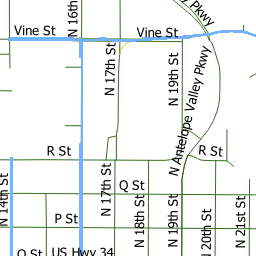 Pkwy
Vine St
N 16th
Vine St
N 17th St
N 19th St
N Antelope Valley Pkwy
R St
R St
N 14th St
N 17th St
Q St
N 18th St
N 19th St
N 20th St
N 21st St
P St
O St
US Hwy 34